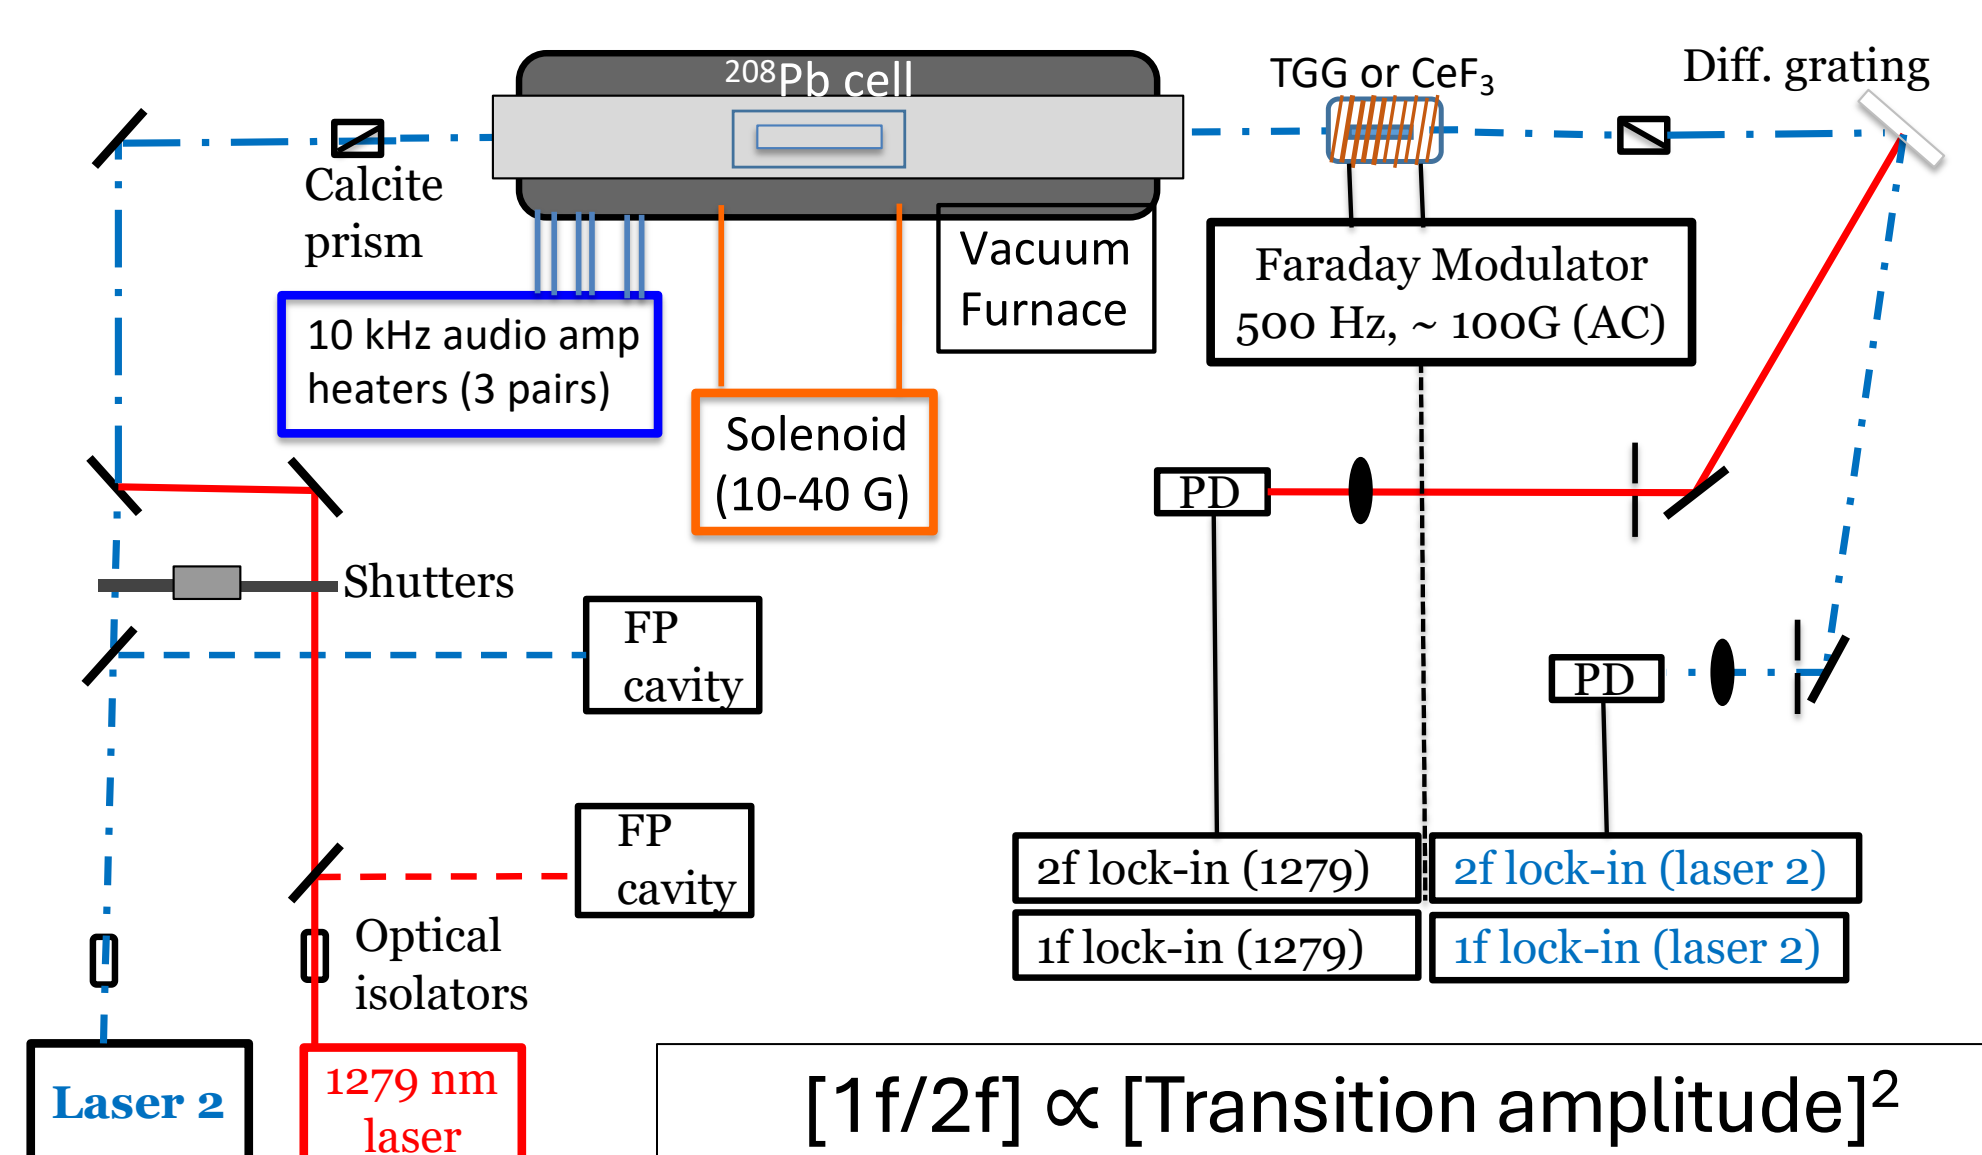 ²⁰⁸Pb cell
TGG or CeF₃
Diff. grating
Calcite
prism
Vacuum
Furnace
Faraday Modulator
500 Hz, ~ 100G (AC)
10 kHz audio amp
heaters (3 pairs)
Solenoid
(10-40 G)
PD
Shutters
FP
cavity
PD
FP
cavity
2f lock-in (1279)
2f lock-in (laser 2)
Optical
isolators
1f lock-in (1279)
1f lock-in (laser 2)
Laser 2
1279 nm
laser
[1f/2f] ∝ [Transition amplitude]²